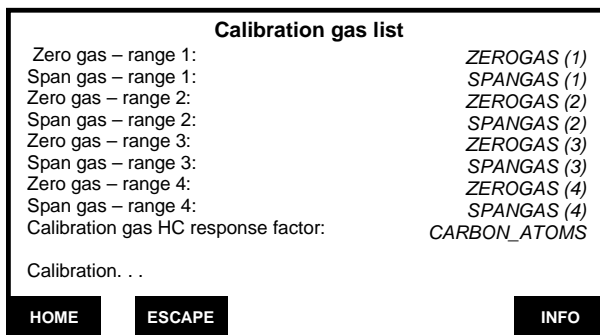 Calibration gas list
Zero gas – range 1: ZEROGAS (1)
Span gas – range 1: SPANGAS (1)
Zero gas – range 2: ZEROGAS (2)
Span gas – range 2: SPANGAS (2)
Zero gas – range 3: ZEROGAS (3)
Span gas – range 3: SPANGAS (3)
Zero gas – range 4: ZEROGAS (4)
Span gas – range 4: SPANGAS (4)
Calibration gas HC response factor: CARBON_ATOMS
Calibration. . .
HOME ESCAPE INFO